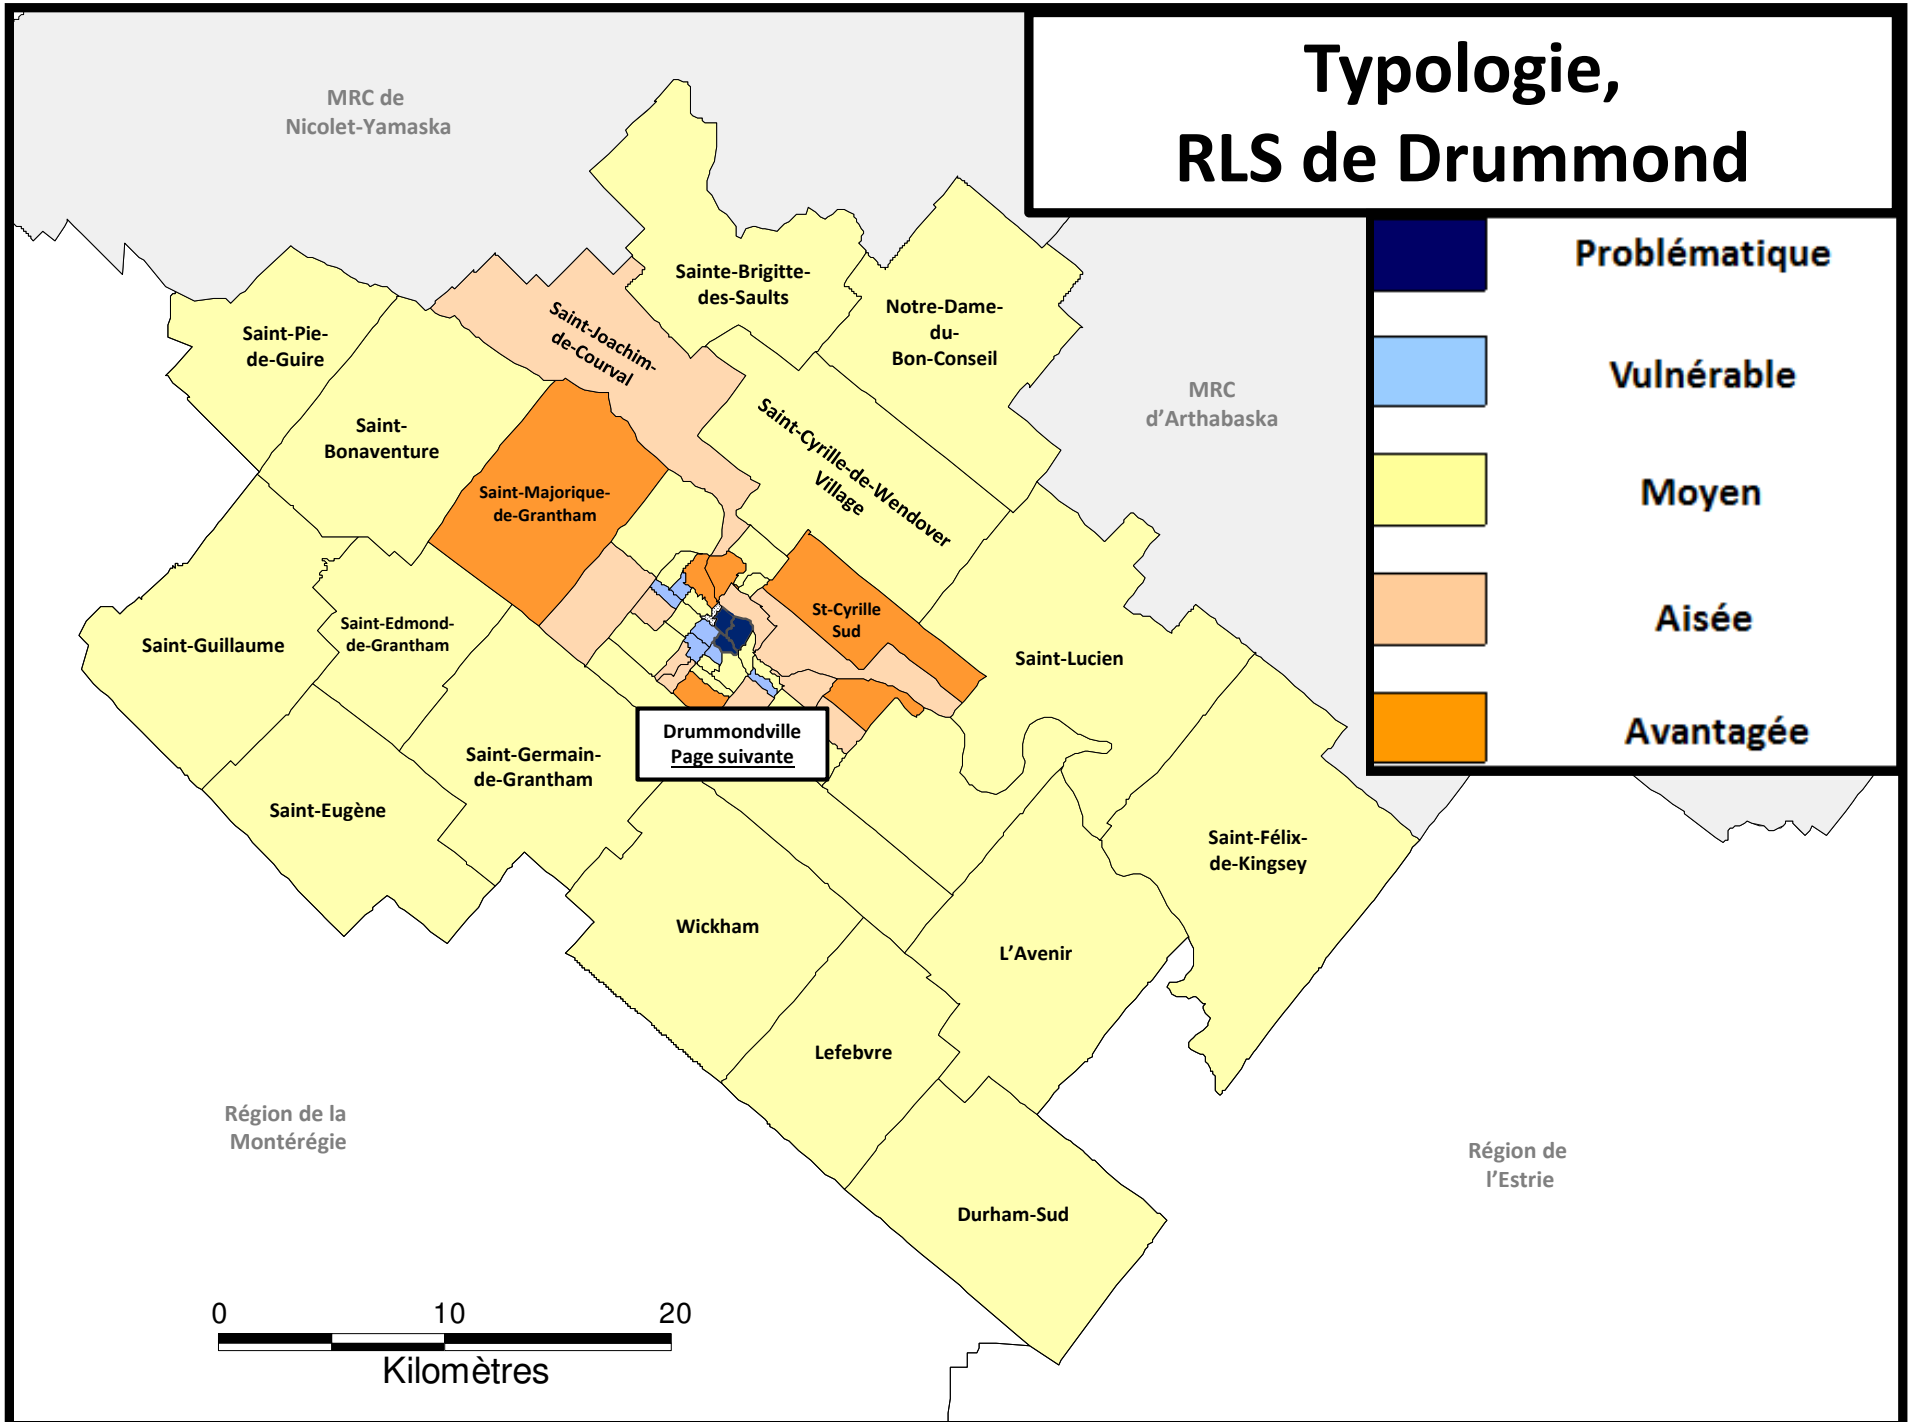 Typologie,
RLS de Drummond
MRC de
Nicolet-Yamaska
Problématique
Vulnérable
Moyen
Aisée
Avantagée
Sainte-Brigitte-
des-Saults
Notre-Dame-
du-
Bon-Conseil
Saint-Pie-
de-Guire
Saint-Joachim-
de-Courval
MRC
d'Arthabaska
Saint-
Bonaventure
Saint-Cyrille-de-Wendover
Village
Saint-Majorique-
de-Grantham
St-Cyrille
Sud
Saint-Guillaume
Saint-Edmond-
de-Grantham
Saint-Lucien
Drummondville
Page suivante
Saint-Germain-
de-Grantham
Saint-Eugène
Saint-Félix-
de-Kingsey
Wickham
L'Avenir
Lefebvre
Région de la
Montérégie
Région de
l'Estrie
Durham-Sud
0 10 20
Kilomètres